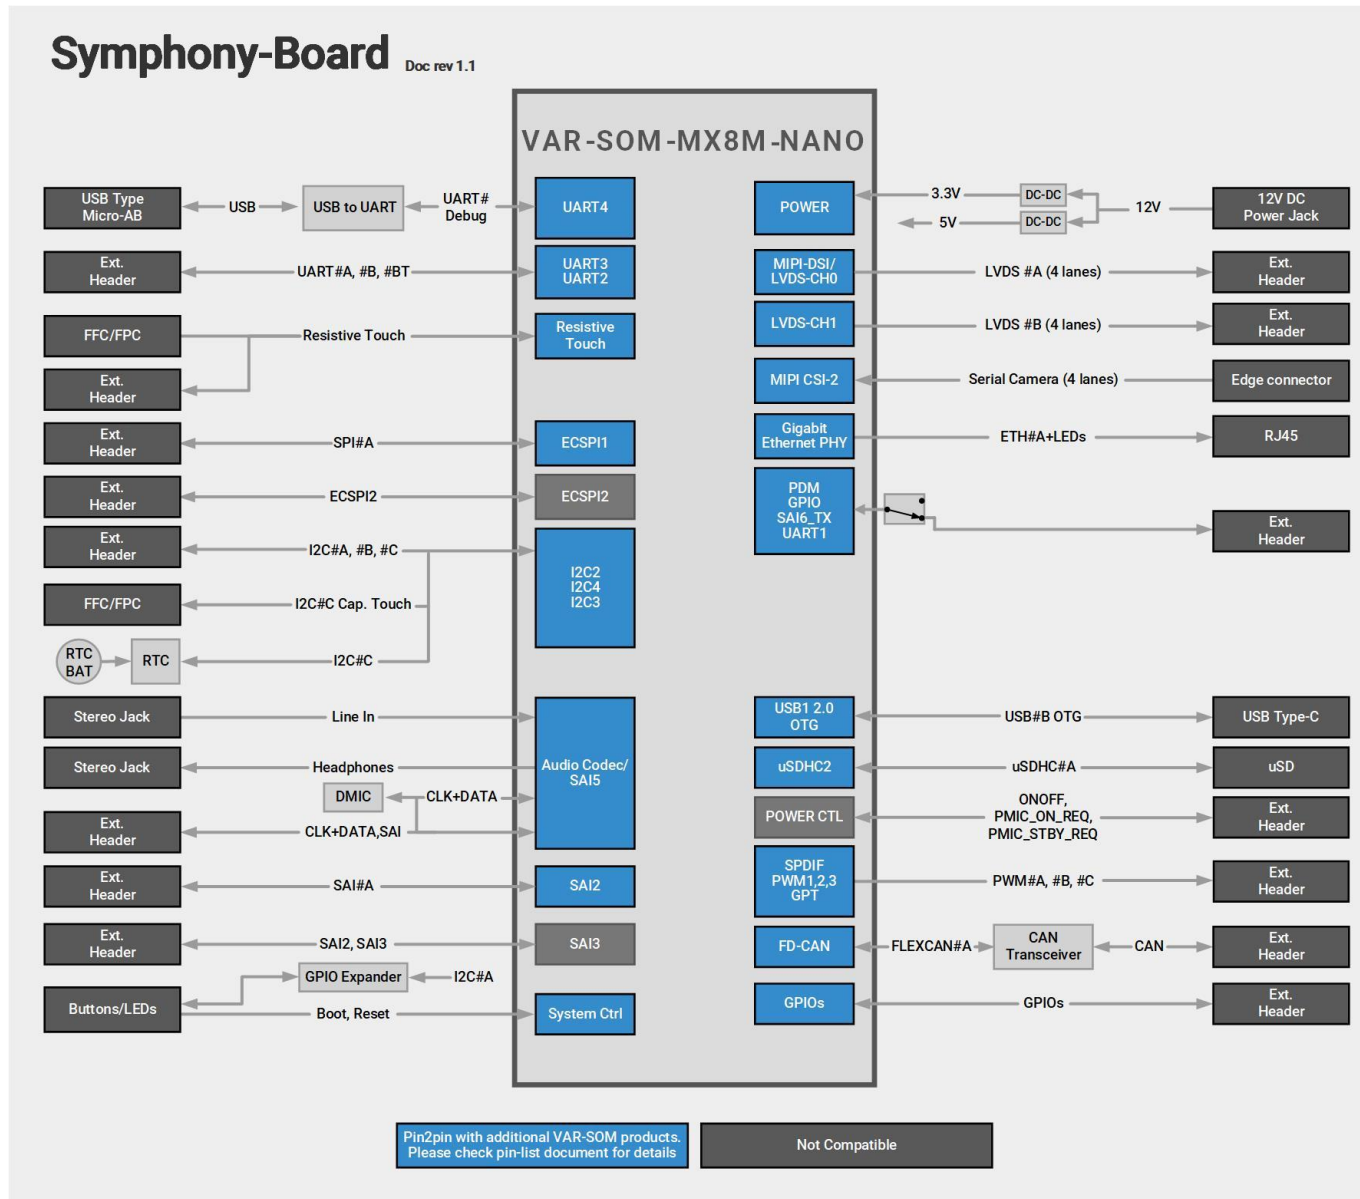 Symphony-Board Doc rev 1.1
VAR-SOM-MX8M-NANO
USB Type
Micro-AB
USB
USB to UART
UART#
Debug
UART4
Ext.
Header
UART#A, #B, #BT
UART3
UART2
FFC/FPC
Resistive Touch
Resistive
Touch
Ext.
Header
Ext.
Header
SPI#A
ECSPI1
Ext.
Header
ECSPI2
ECSPI2
Ext.
Header
I2C#A, #B, #C
I2C2
I2C4
I2C3
FFC/FPC
I2C#C Cap. Touch
RTC
BAT
RTC
I2C#C
Stereo Jack
Line In
Audio Codec/
SAI5
Stereo Jack
Headphones
DMIC
CLK+DATA
Ext.
Header
CLK+DATA,SAI
Ext.
Header
SAI#A
SAI2
Ext.
Header
SAI2, SAI3
SAI3
GPIO Expander
I2C#A
Buttons/LEDs
Boot, Reset
System Ctrl
POWER
3.3V
DC-DC
5V
DC-DC
12V
12V DC
Power Jack
MIPI-DSI/
LVDS-CH0
LVDS #A (4 lanes)
Ext.
Header
LVDS-CH1
LVDS #B (4 lanes)
Ext.
Header
MIPI CSI-2
Serial Camera (4 lanes)
Edge connector
Gigabit
Ethernet PHY
ETH#A+LEDs
RJ45
PDM
GPIO
SAI6_TX
UART1
Ext.
Header
USB1 2.0
OTG
USB#B OTG
USB Type-C
uSDHC2
uSDHC#A
uSD
POWER CTL
ONOFF,
PMIC_ON_REQ,
PMIC_STBY_REQ
Ext.
Header
SPDIF
PWM1,2,3
GPT
PWM#A, #B, #C
Ext.
Header
FD-CAN
FLEXCAN#A
CAN
Transceiver
CAN
Ext.
Header
GPIOs
GPIOs
Ext.
Header
Pin2pin with additional VAR-SOM products.
Please check pin-list document for details
Not Compatible